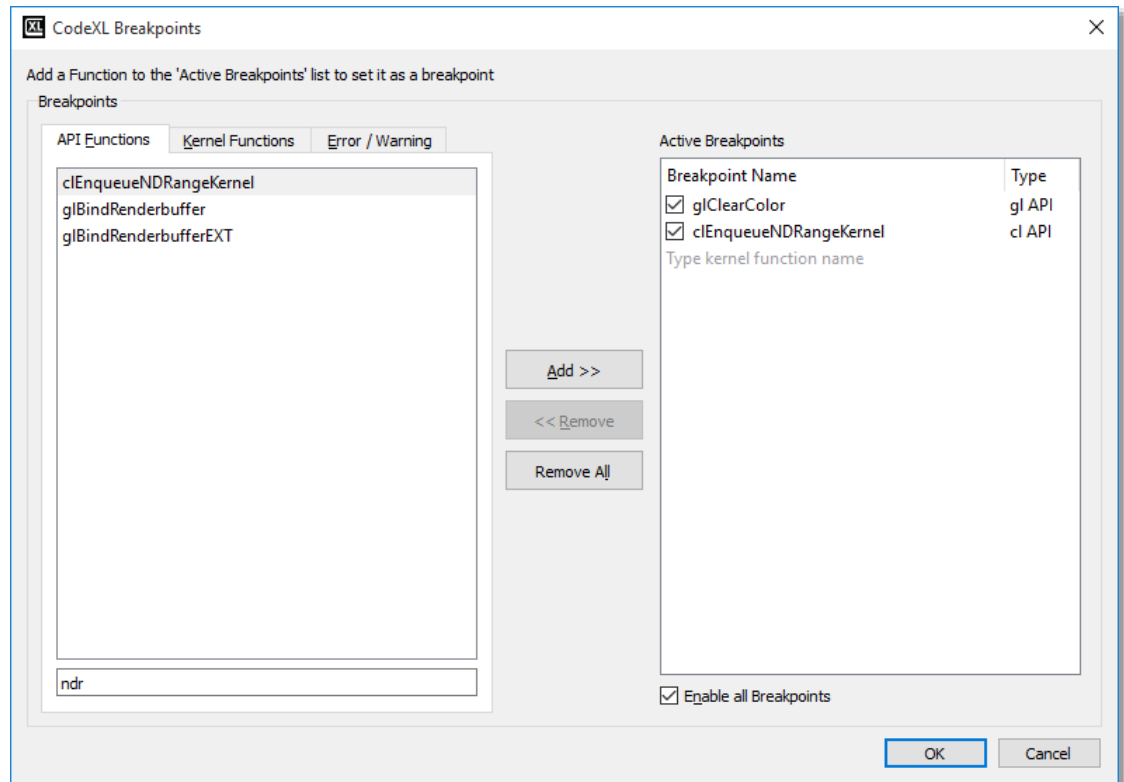 XL CodeXL Breakpoints
Add a Function to the 'Active Breakpoints' list to set it as a breakpoint
Breakpoints
API Functions Kernel Functions Error / Warning
clEnqueueNDRangeKernel
glBindRenderbuffer
glBindRenderbufferEXT
ndr
Add >>
<< Remove
Remove All
Active Breakpoints
Breakpoint Name Type
glClearColor gl API
clEnqueueNDRangeKernel cl API
Type kernel function name
Enable all Breakpoints
OK Cancel